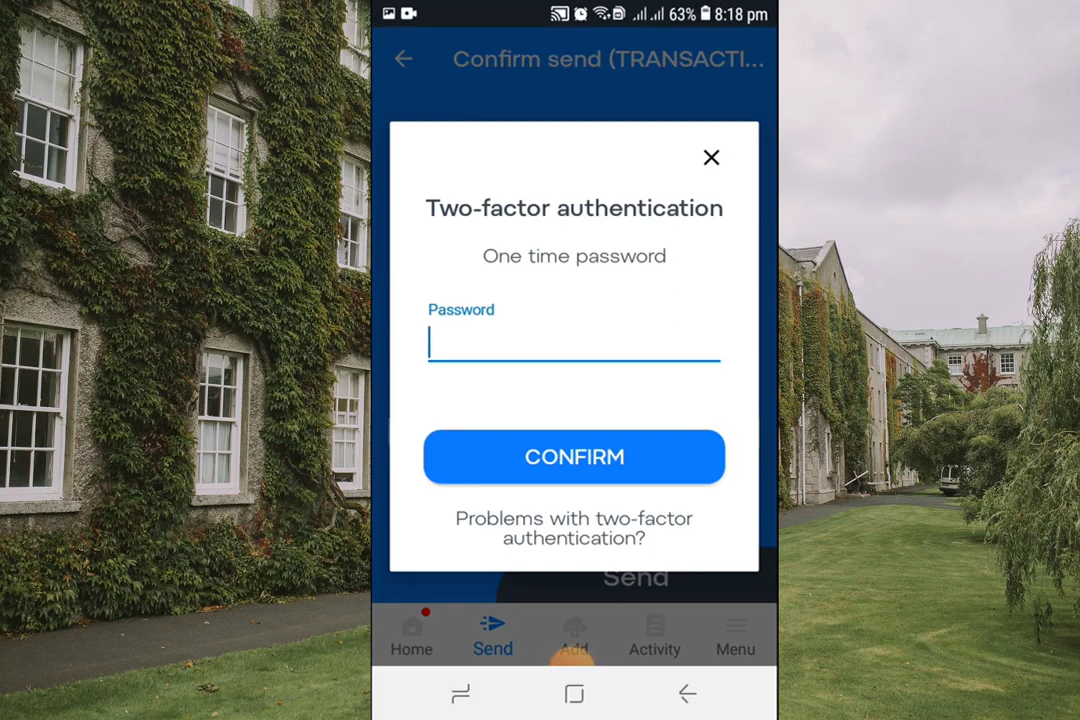 63% 8:18 pm
Confirm send (TRANSACTI...
Two-factor authentication
One time password
Password
CONFIRM
Problems with two-factor
authentication?
Send
Home Send Add Activity Menu